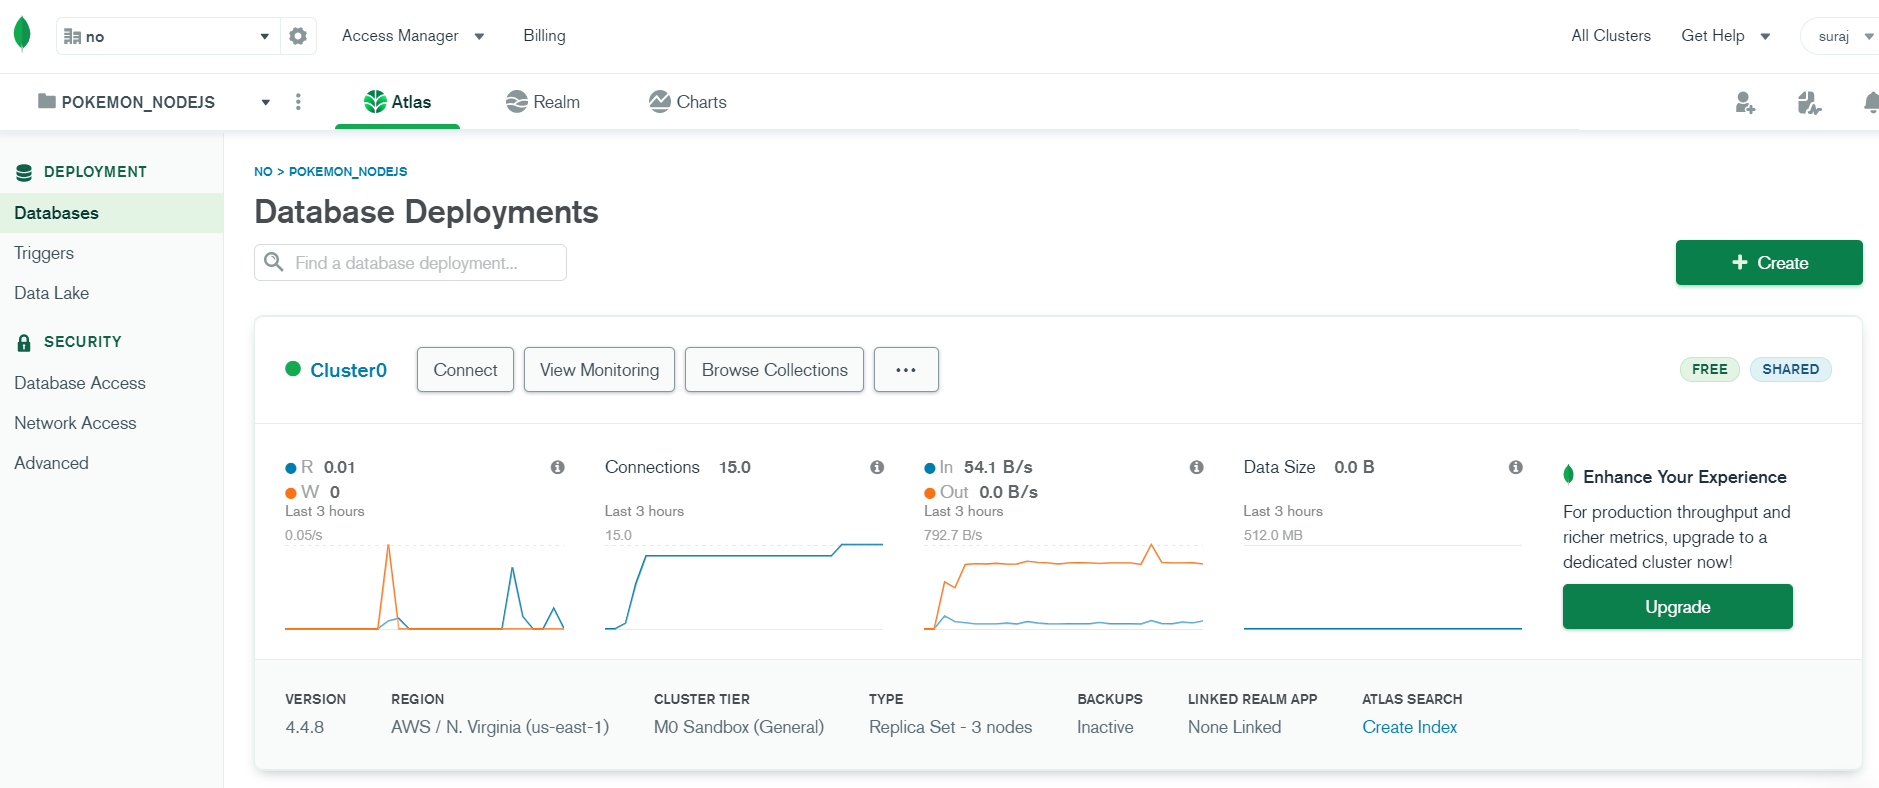 no
Access Manager
Billing
All Clusters
Get Help
suraj
POKEMON_NODEJS
Atlas
Realm
Charts
DEPLOYMENT
Databases
Triggers
Data Lake
SECURITY
Database Access
Network Access
Advanced
NO > POKEMON_NODEJS
Database Deployments
Find a database deployment...
+ Create
Cluster0
Connect
View Monitoring
Browse Collections
...
FREE
SHARED
R 0.01
W 0
Last 3 hours
0.05/s
Connections 15.0
Last 3 hours
15.0
In 54.1 B/s
Out 0.0 B/s
Last 3 hours
792.7 B/s
Data Size 0.0 B
Last 3 hours
512.0 MB
Enhance Your Experience
For production throughput and
richer metrics, upgrade to a
dedicated cluster now!
Upgrade
VERSION
4.4.8
REGION
AWS / N. Virginia (us-east-1)
CLUSTER TIER
M0 Sandbox (General)
TYPE
Replica Set - 3 nodes
BACKUPS
Inactive
LINKED REALM APP
None Linked
ATLAS SEARCH
Create Index